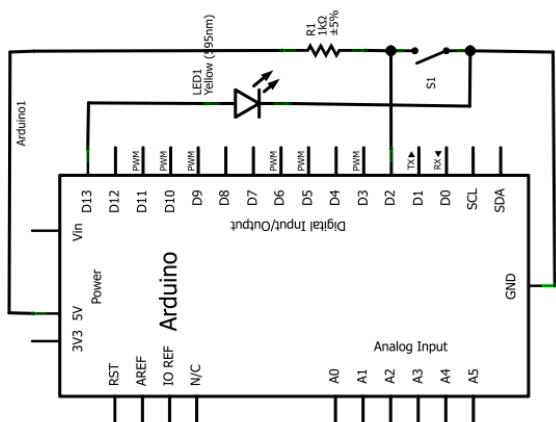 R1
1kΩ
±5%
LED1
Yellow (595nm)
S1
Arduino1
PWM
PWM
PWM
PWM
PWM
PWM
TX▶
RX◀
D13
D12
D11
D10
D9
D8
D7
D6
D5
D4
D3
D2
D1
D0
SCL
SDA
Digital Input/Output
Vin
Power
5V
3V3
Arduino
GND
Analog Input
RST
AREF
IO REF
N/C
A0
A1
A2
A3
A4
A5